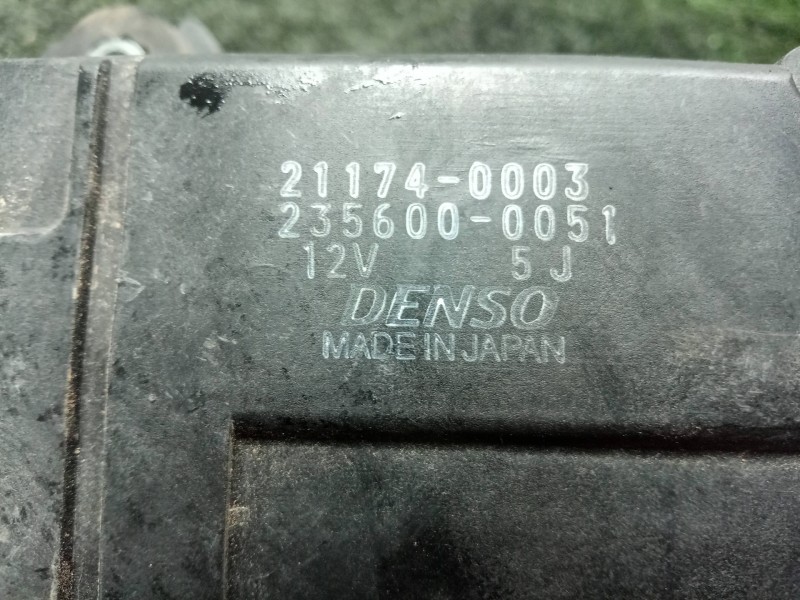 21174-0003
235600-0051
12V 5J
DENSO
MADE IN JAPAN